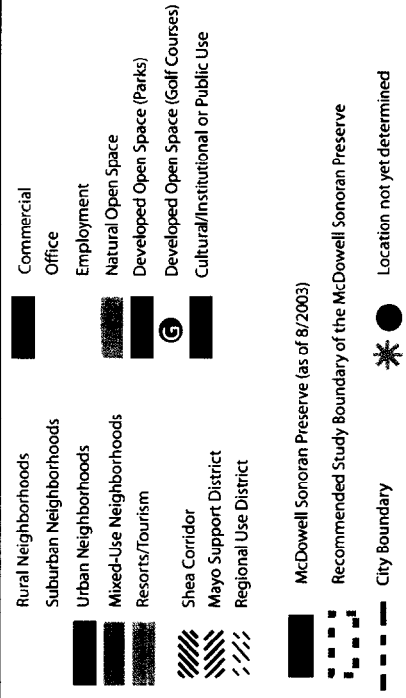 Rural Neighborhoods
Suburban Neighborhoods
Urban Neighborhoods
Mixed-Use Neighborhoods
Resorts/Tourism
Shea Corridor
Mayo Support District
Regional Use District
Commercial
Office
Employment
Natural Open Space
Developed Open Space (Parks)
G
Developed Open Space (Golf Courses)
Cultural/Institutional or Public Use
McDowell Sonoran Preserve (as of 8/2003)
Recommended Study Boundary of the McDowell Sonoran Preserve
City Boundary
Location not yet determined